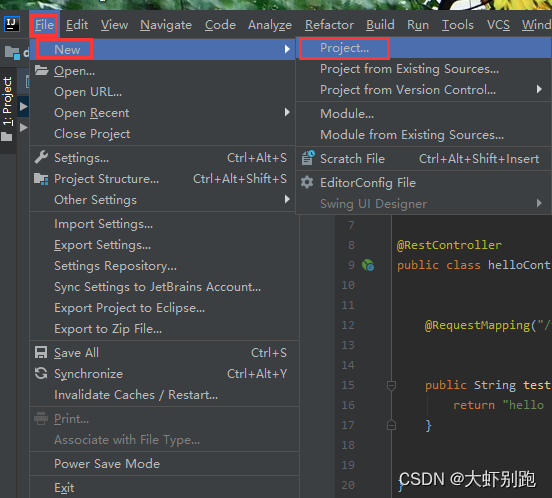 IJ File Edit View Navigate Code Analyze Refactor Build Run Tools VCS Wind
New
Open...
Open URL...
Open Recent
Close Project
Settings... Ctrl+Alt+S
Project Structure... Ctrl+Alt+Shift+S
Other Settings
Import Settings...
Export Settings...
Settings Repository...
Sync Settings to JetBrains Account...
Export Project to Eclipse...
Export to Zip File...
Save All Ctrl+S
Synchronize Ctrl+Alt+Y
Invalidate Caches / Restart...
Print...
Associate with File Type...
Power Save Mode
Exit
Project...
Project from Existing Sources...
Project from Version Control...
Module...
Module from Existing Sources...
Scratch File Ctrl+Alt+Shift+Insert
EditorConfig File
Swing UI Designer
1: Project
7
8 @RestController
9 public class helloCont
10
11
12 @RequestMapping("/
13
14
15 public String test
16 return "hello
17 }
18
19
20 }
CSDN @大虾别跑